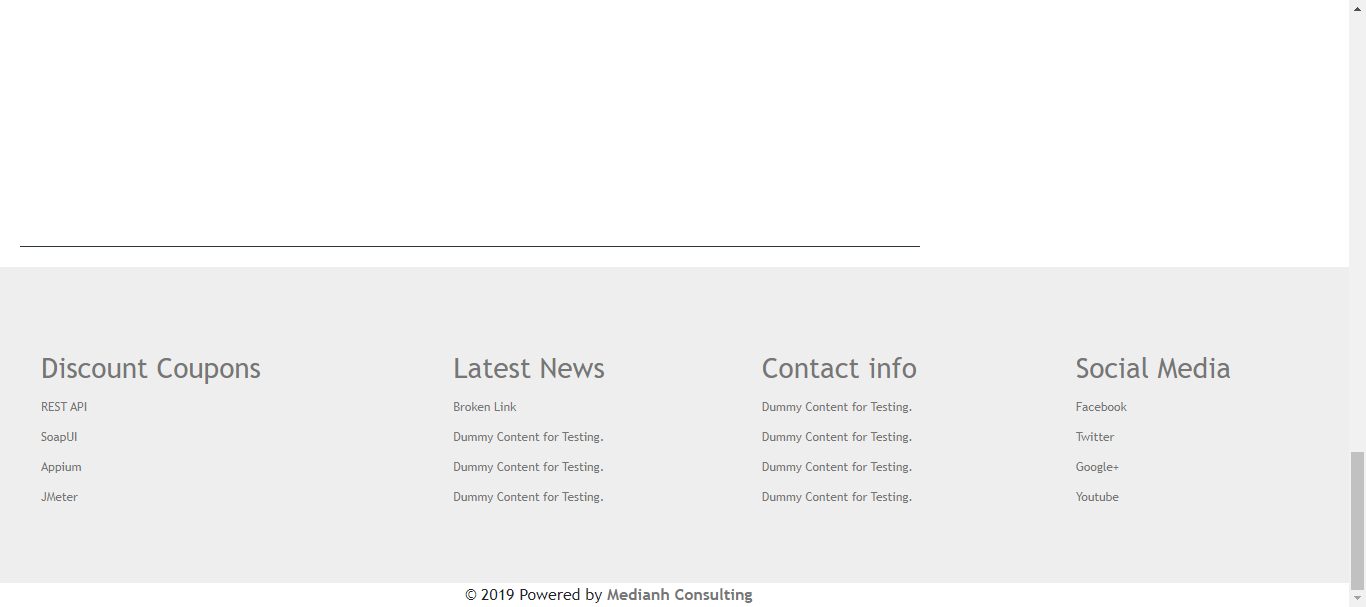 Discount Coupons
REST API
SoapUI
Appium
JMeter
Latest News
Broken Link
Dummy Content for Testing.
Dummy Content for Testing.
Dummy Content for Testing.
Contact info
Dummy Content for Testing.
Dummy Content for Testing.
Dummy Content for Testing.
Dummy Content for Testing.
Social Media
Facebook
Twitter
Google+
Youtube
© 2019 Powered by Medianh Consulting